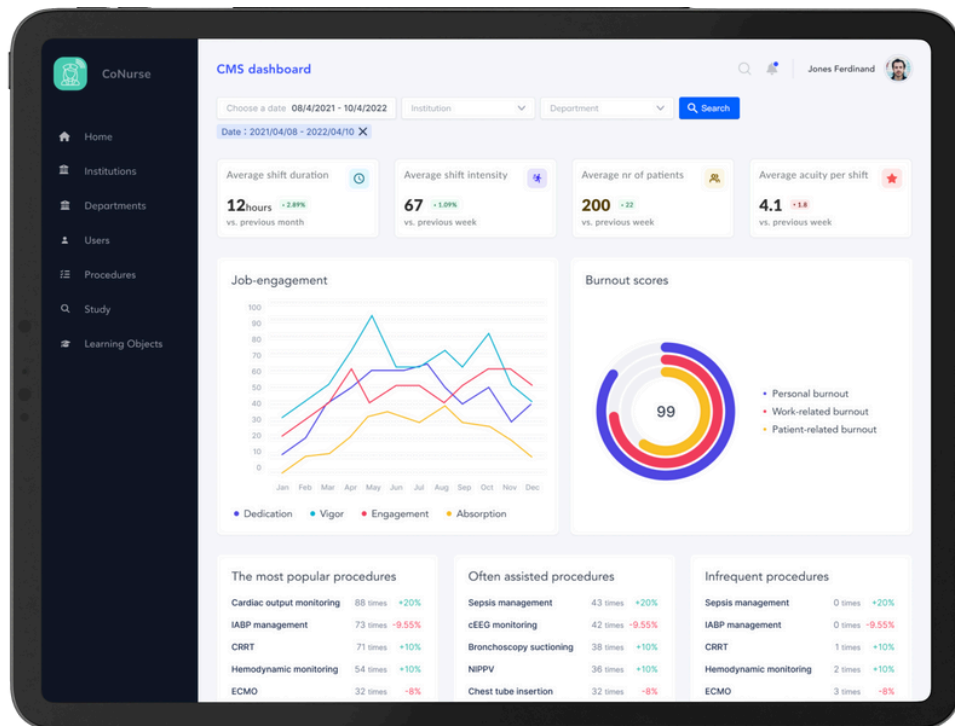 CoNurse
Home
Institutions
Departments
Users
Procedures
Study
Learning Objects
CMS dashboard
Jones Ferdinand
Choose a date 08/4/2021 - 10/4/2022
Institution
Department
Search
Date : 2021/04/08 - 2022/04/10 X
Average shift duration
12hours • 2.89%
vs. previous month
Average shift intensity
67 • 1.09%
vs. previous week
Average nr of patients
200 • 22
vs. previous week
Average acuity per shift
4.1 • 1.8
vs. previous week
Job-engagement
100
90
80
70
60
50
40
30
20
10
0
Jan Feb Mar Apr May Jun Jul Aug Sep Oct Nov Dec
• Dedication • Vigor • Engagement • Absorption
Burnout scores
99
• Personal burnout
• Work-related burnout
• Patient-related burnout
The most popular procedures
Cardiac output monitoring 88 times +20%
IABP management 73 times -9.55%
CRRT 71 times +10%
Hemodynamic monitoring 54 times +10%
ECMO 32 times -8%
Often assisted procedures
Sepsis management 43 times +20%
cEEG monitoring 42 times -9.55%
Bronchoscopy suctioning 38 times +10%
NIPPV 36 times +10%
Chest tube insertion 32 times -8%
Infrequent procedures
Sepsis management 0 times +20%
IABP management 0 times -9.55%
CRRT 1 times +10%
Hemodynamic monitoring 2 times +10%
ECMO 3 times -8%